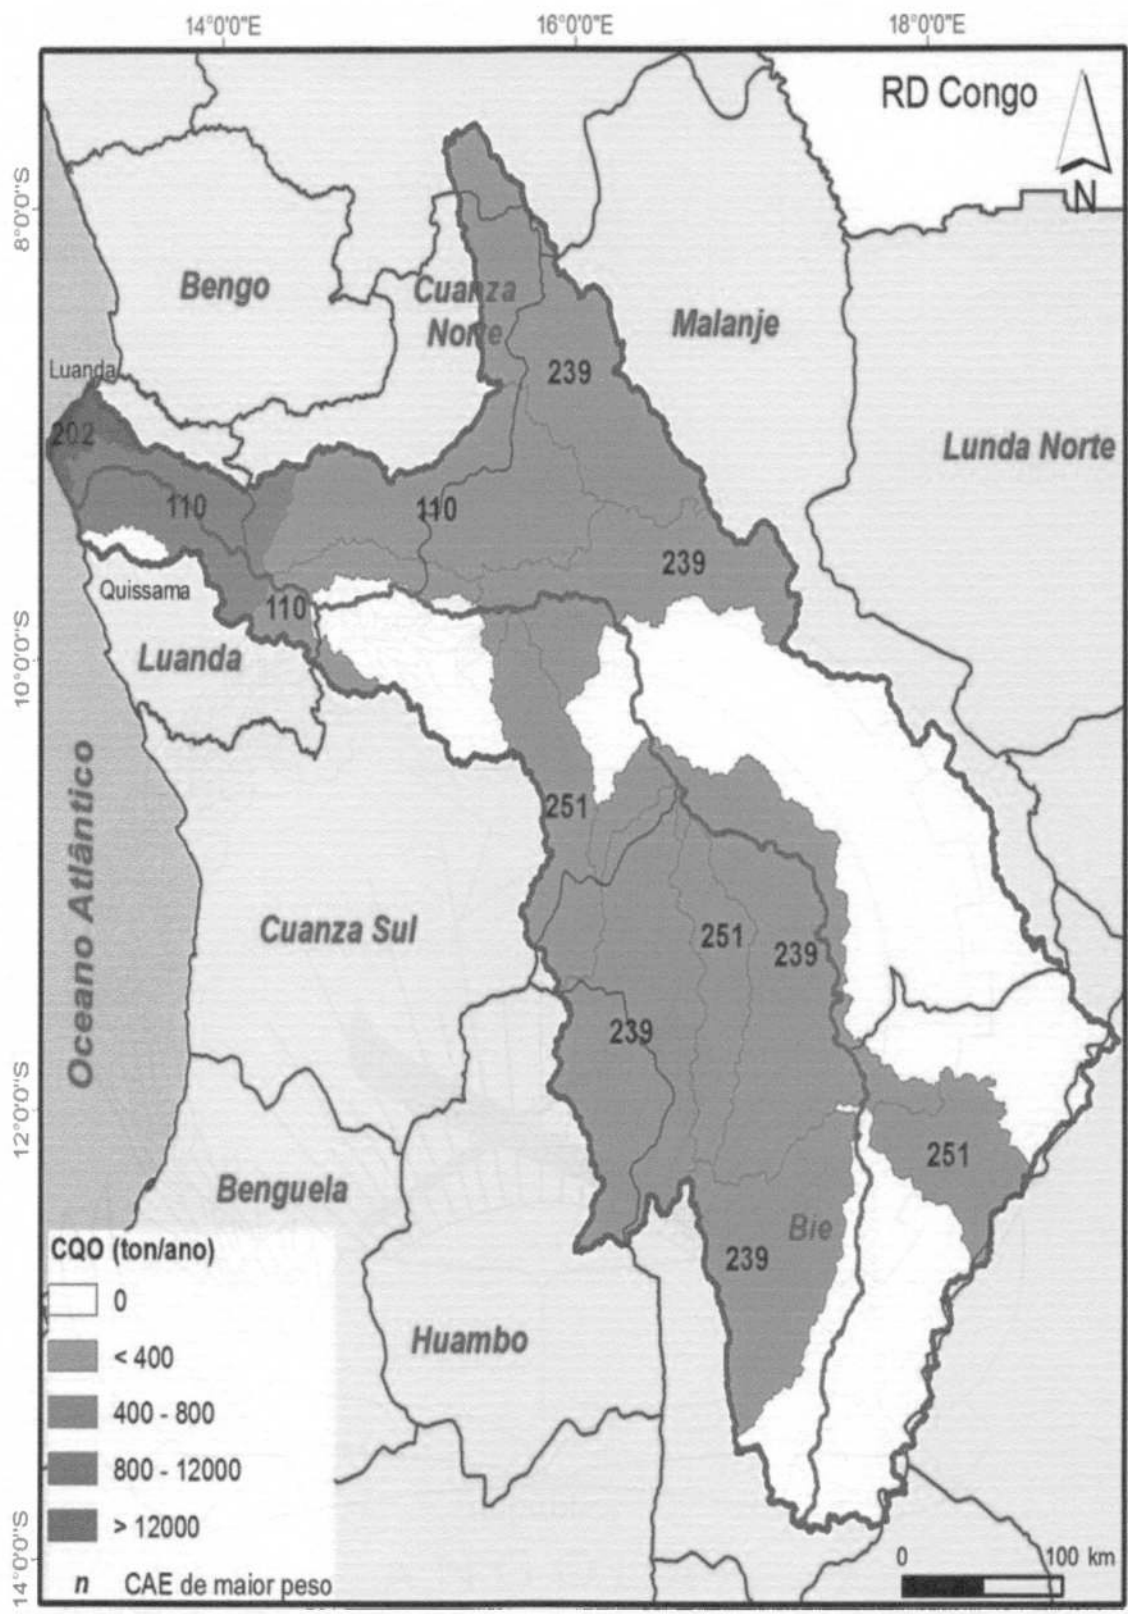 14°0'0"E
16°0'0"E
18°0'0"E
RD Congo
N
8°0'0"S
Bengo
Cuanza
Norte
Malanje
239
Luanda
202
Lunda Norte
110
110
239
Quissama
110
Luanda
10°0'0"S
251
Oceano Atlântico
Cuanza Sul
251
239
239
12°0'0"S
251
Benguela
Bie
239
CQO (ton/ano)
0
< 400
Huambo
400 - 800
800 - 12000
> 12000
n CAE de maior peso
0 100 km
14°0'0"S